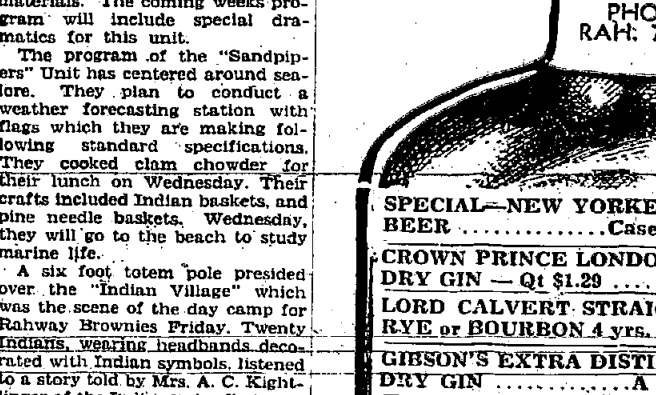 materials. The coming weeks pro-
gram will include special dra-
matics for this unit.
The program of the "Sandpip-
ers" Unit has centered around sea-
lore. They plan to conduct a
weather forecasting station with
flags which they are making fol-
lowing standard specifications.
They cooked clam chowder for
their lunch on Wednesday. Their
crafts included Indian baskets, and
pine needle baskets. Wednesday,
they will go to the beach to study
marine life.
A six foot totem pole presided
over the "Indian Village" which
was the scene of the day camp for
Rahway Brownies Friday. Twenty
Indians, wearing headbands deco-
rated with Indian symbols, listened
to a story told by Mrs. A. C. Kight-
PHO
RAH: 7
SPECIAL—NEW YORKE
BEER .............Case
CROWN PRINCE LONDO
DRY GIN — Qt $1.29 ....
LORD CALVERT STRAIG
RYE or BOURBON 4 yrs.
GIBSON'S EXTRA DISTI
DRY GIN ...........A